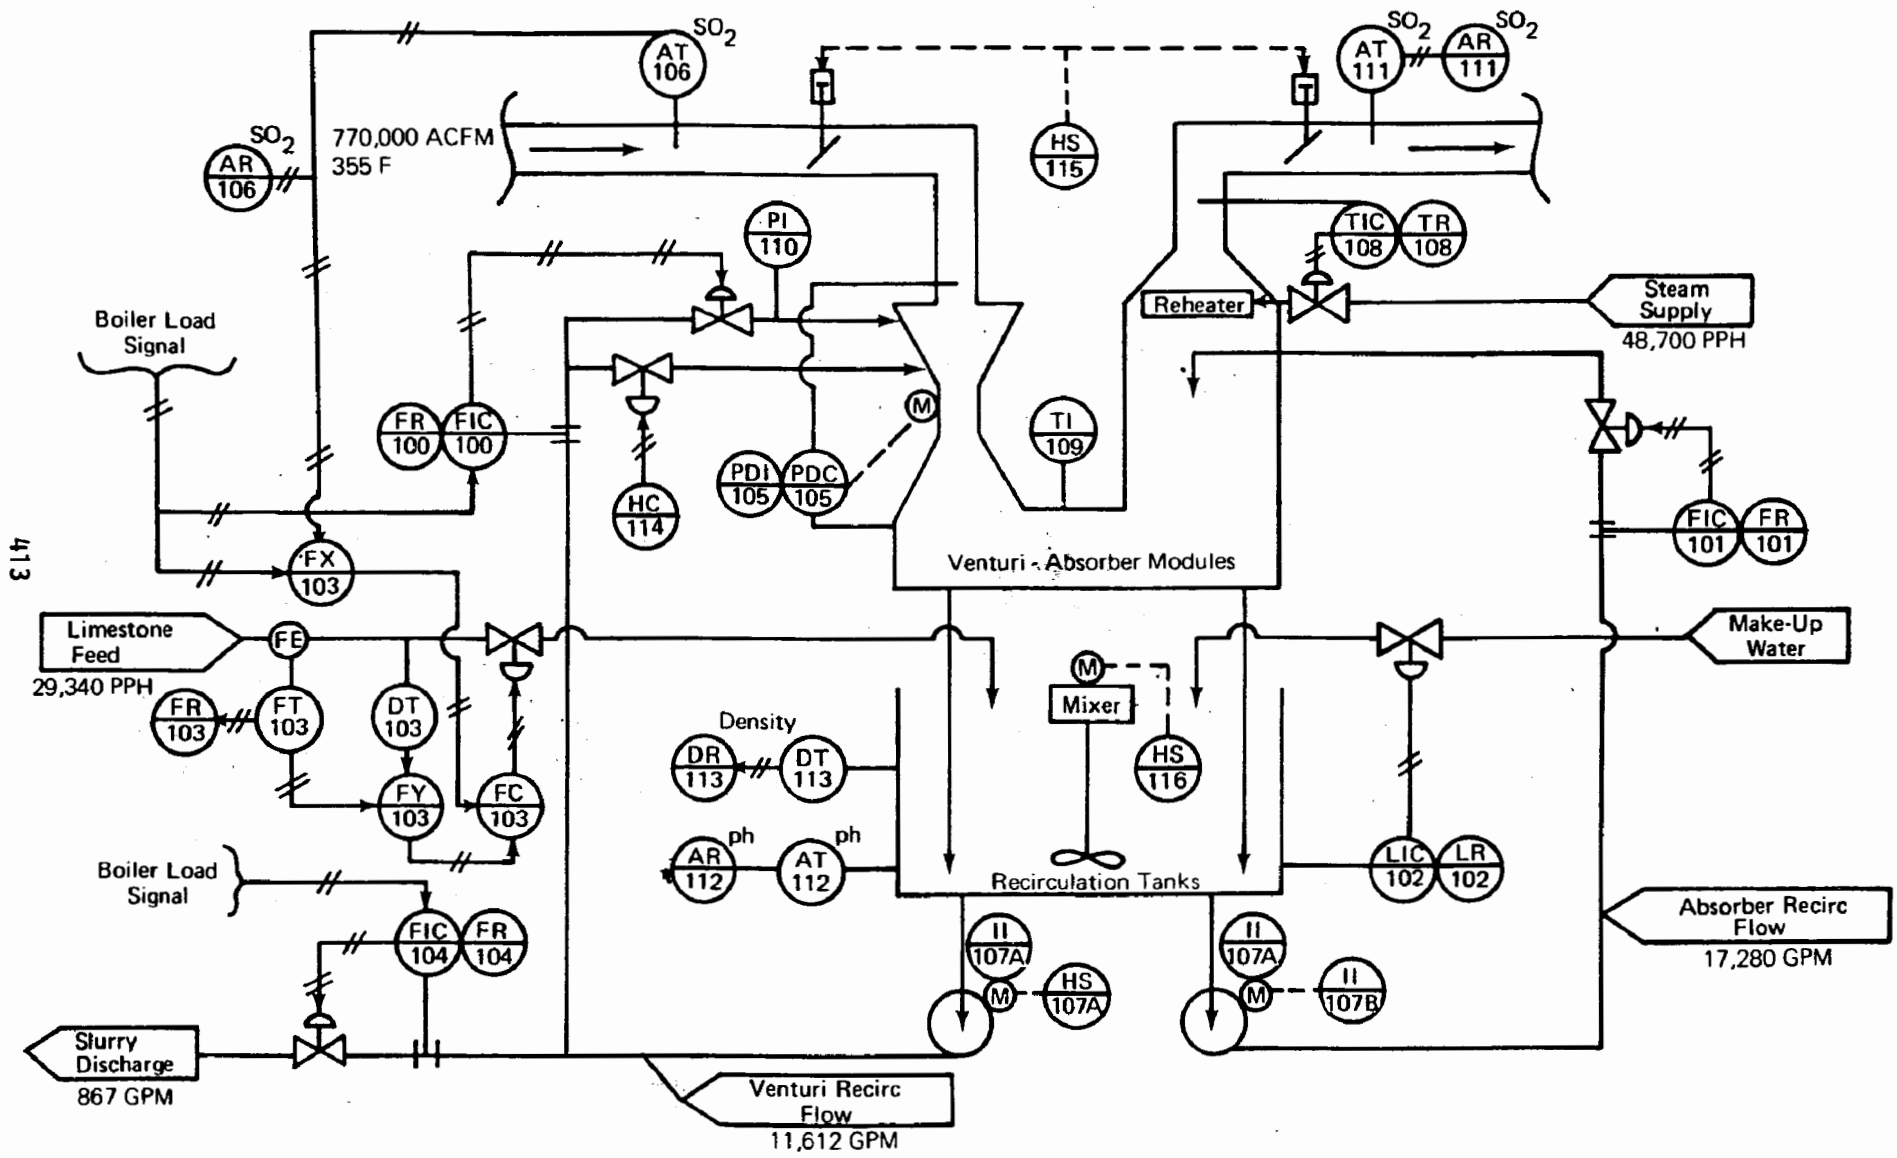 SO2
AT
106
SO2
AT
111
SO2
AR
111
SO2
AR
106
770,000 ACFM
355 F
HS
115
PI
110
TIC
108
TR
108
Reheater
Steam
Supply
48,700 PPH
Boiler Load
Signal
FR
100
FIC
100
TI
109
M
PDI
105
PDC
105
HC
114
FIC
101
FR
101
413
FX
103
Venturi - Absorber Modules
Limestone
Feed
29,340 PPH
FE
Make-Up
Water
FR
103
FT
103
DT
103
M
Mixer
Density
DR
113
DT
113
HS
116
FY
103
FC
103
ph
AR
112
ph
AT
112
LIC
102
LR
102
Boiler Load
Signal
Recirculation Tanks
FIC
104
FR
104
II
107A
M
HS
107A
II
107A
M
II
107B
Absorber Recirc
Flow
17,280 GPM
Slurry
Discharge
867 GPM
Venturi Recirc
Flow
11,612 GPM